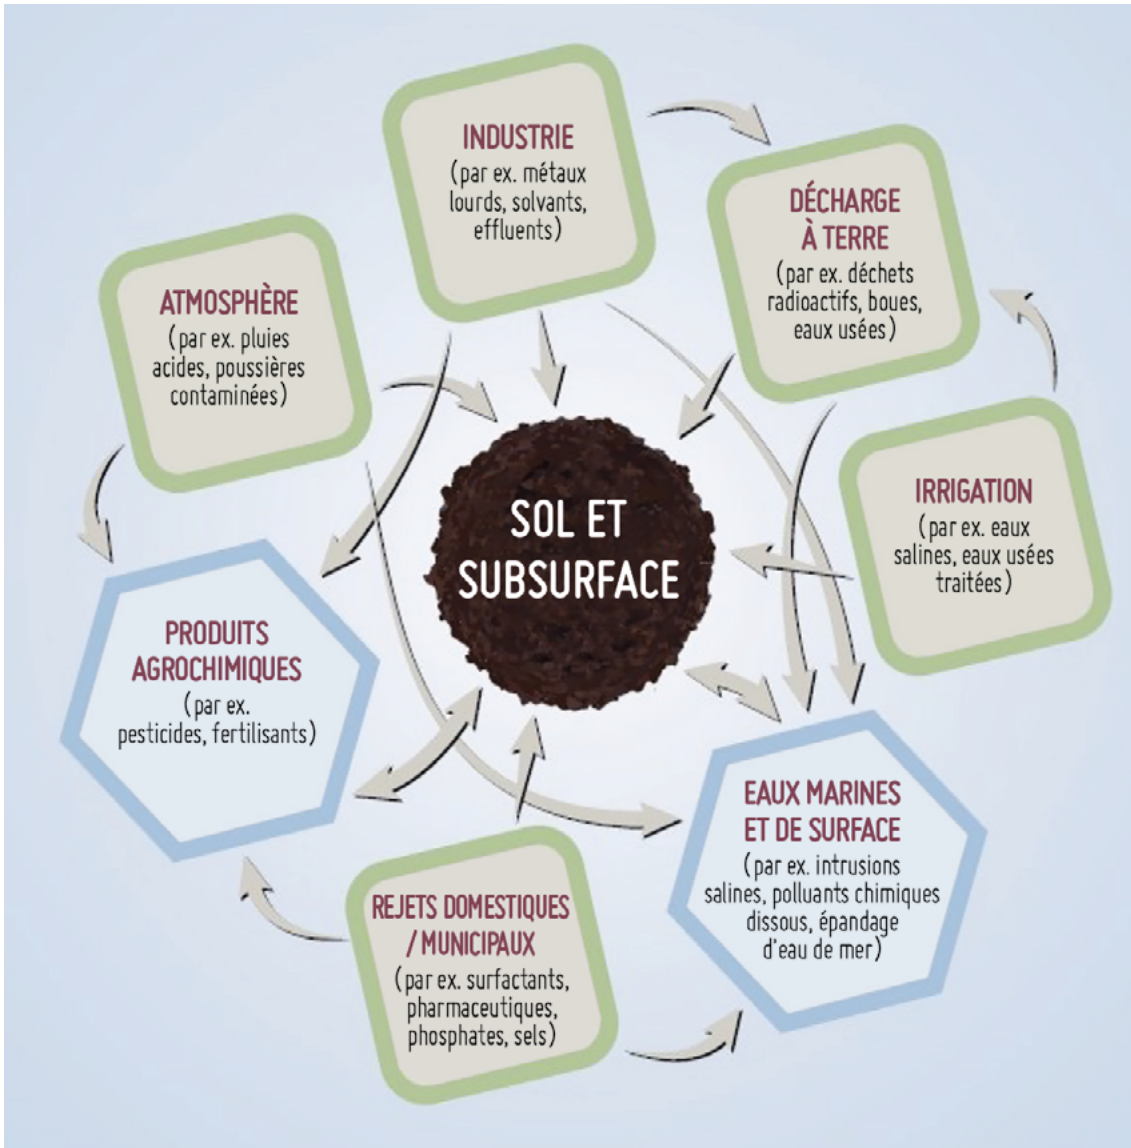 INDUSTRIE
(par ex. métaux
lourds, solvants,
effluents)
DÉCHARGE
À TERRE
(par ex. déchets
radioactifs, boues,
eaux usées)
ATMOSPHÈRE
(par ex. pluies
acides, poussières
contaminées)
IRRIGATION
(par ex. eaux
salines, eaux usées
traitées)
SOL ET
SUBSURFACE
PRODUITS
AGROCHIMIQUES
(par ex.
pesticides, fertilisants)
EAUX MARINES
ET DE SURFACE
(par ex. intrusions
salines, polluants chimiques
dissous, épandage
d'eau de mer)
REJETS DOMESTIQUES
/ MUNICIPAUX
(par ex. surfactants,
pharmaceutiques,
phosphates, sels)